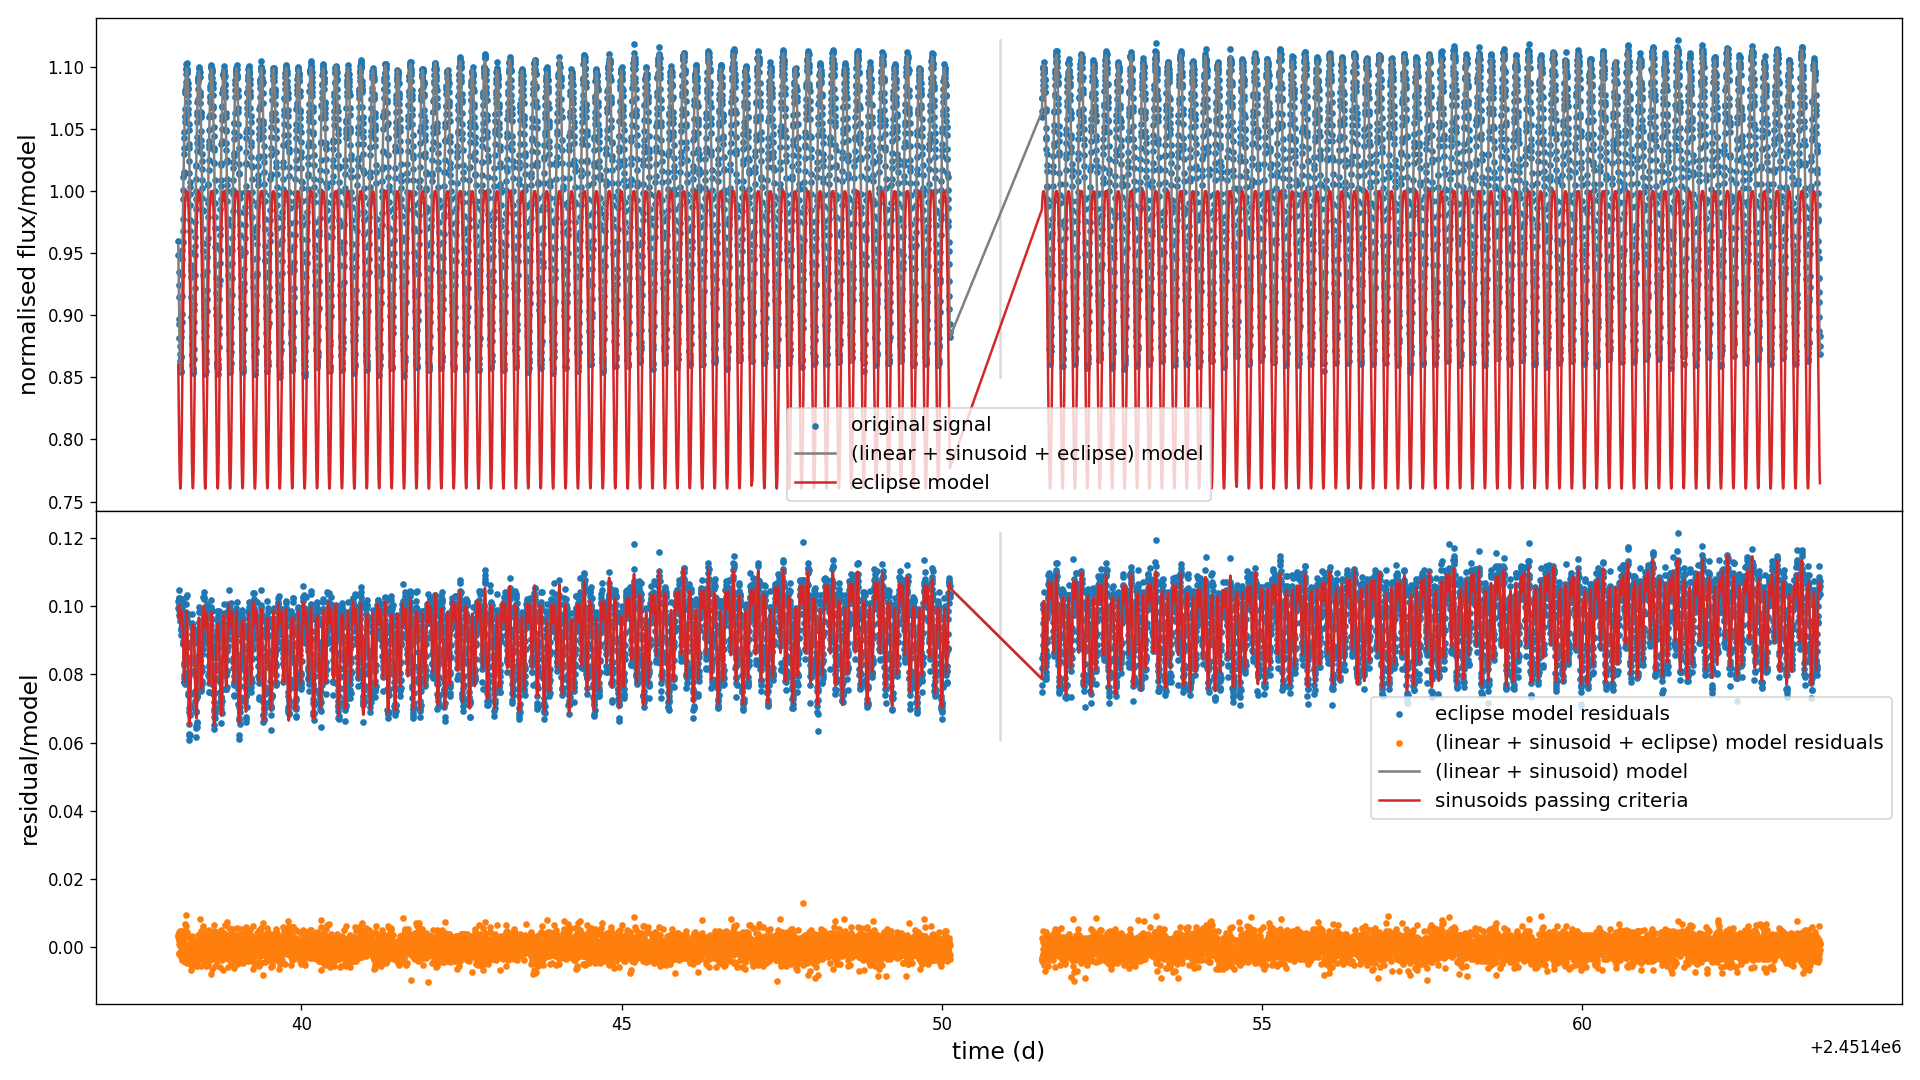 normalised flux/model
1.10
1.05
1.00
0.95
0.90
0.85
0.80
0.75
original signal
(linear + sinusoid + eclipse) model
eclipse model
residual/model
0.12
0.10
0.08
0.06
0.04
0.02
0.00
eclipse model residuals
(linear + sinusoid + eclipse) model residuals
(linear + sinusoid) model
sinusoids passing criteria
40
45
50
55
60
time (d)
+2.4514e6